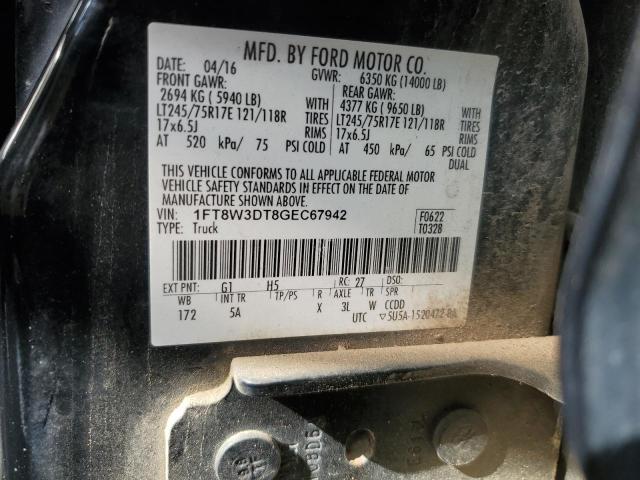 MFD. BY FORD MOTOR CO.
DATE: 04/16 GVWR: 6350 KG (14000 LB)
FRONT GAWR: REAR GAWR:
2694 KG (5940 LB) WITH 4377 KG (9650 LB) WITH
LT245/75R17E 121/118R TIRES LT245/75R17E 121/118R TIRES
17x6.5J RIMS 17x6.5J RIMS
AT 520 kPa/ 75 PSI COLD AT 450 kPa/ 65 PSI COLD
DUAL
THIS VEHICLE CONFORMS TO ALL APPLICABLE FEDERAL MOTOR
VEHICLE SAFETY STANDARDS IN EFFECT ON THE DATE OF
MANUFACTURE SHOWN ABOVE.
VIN: 1FT8W3DT8GEC67942 F0622
TYPE: Truck T0328
EXT PNT: G1 H5 RC: 27 DSO:
WB INT TR TP/PS R AXLE TR SPR
172 5A X 3L W CCDD
UTC